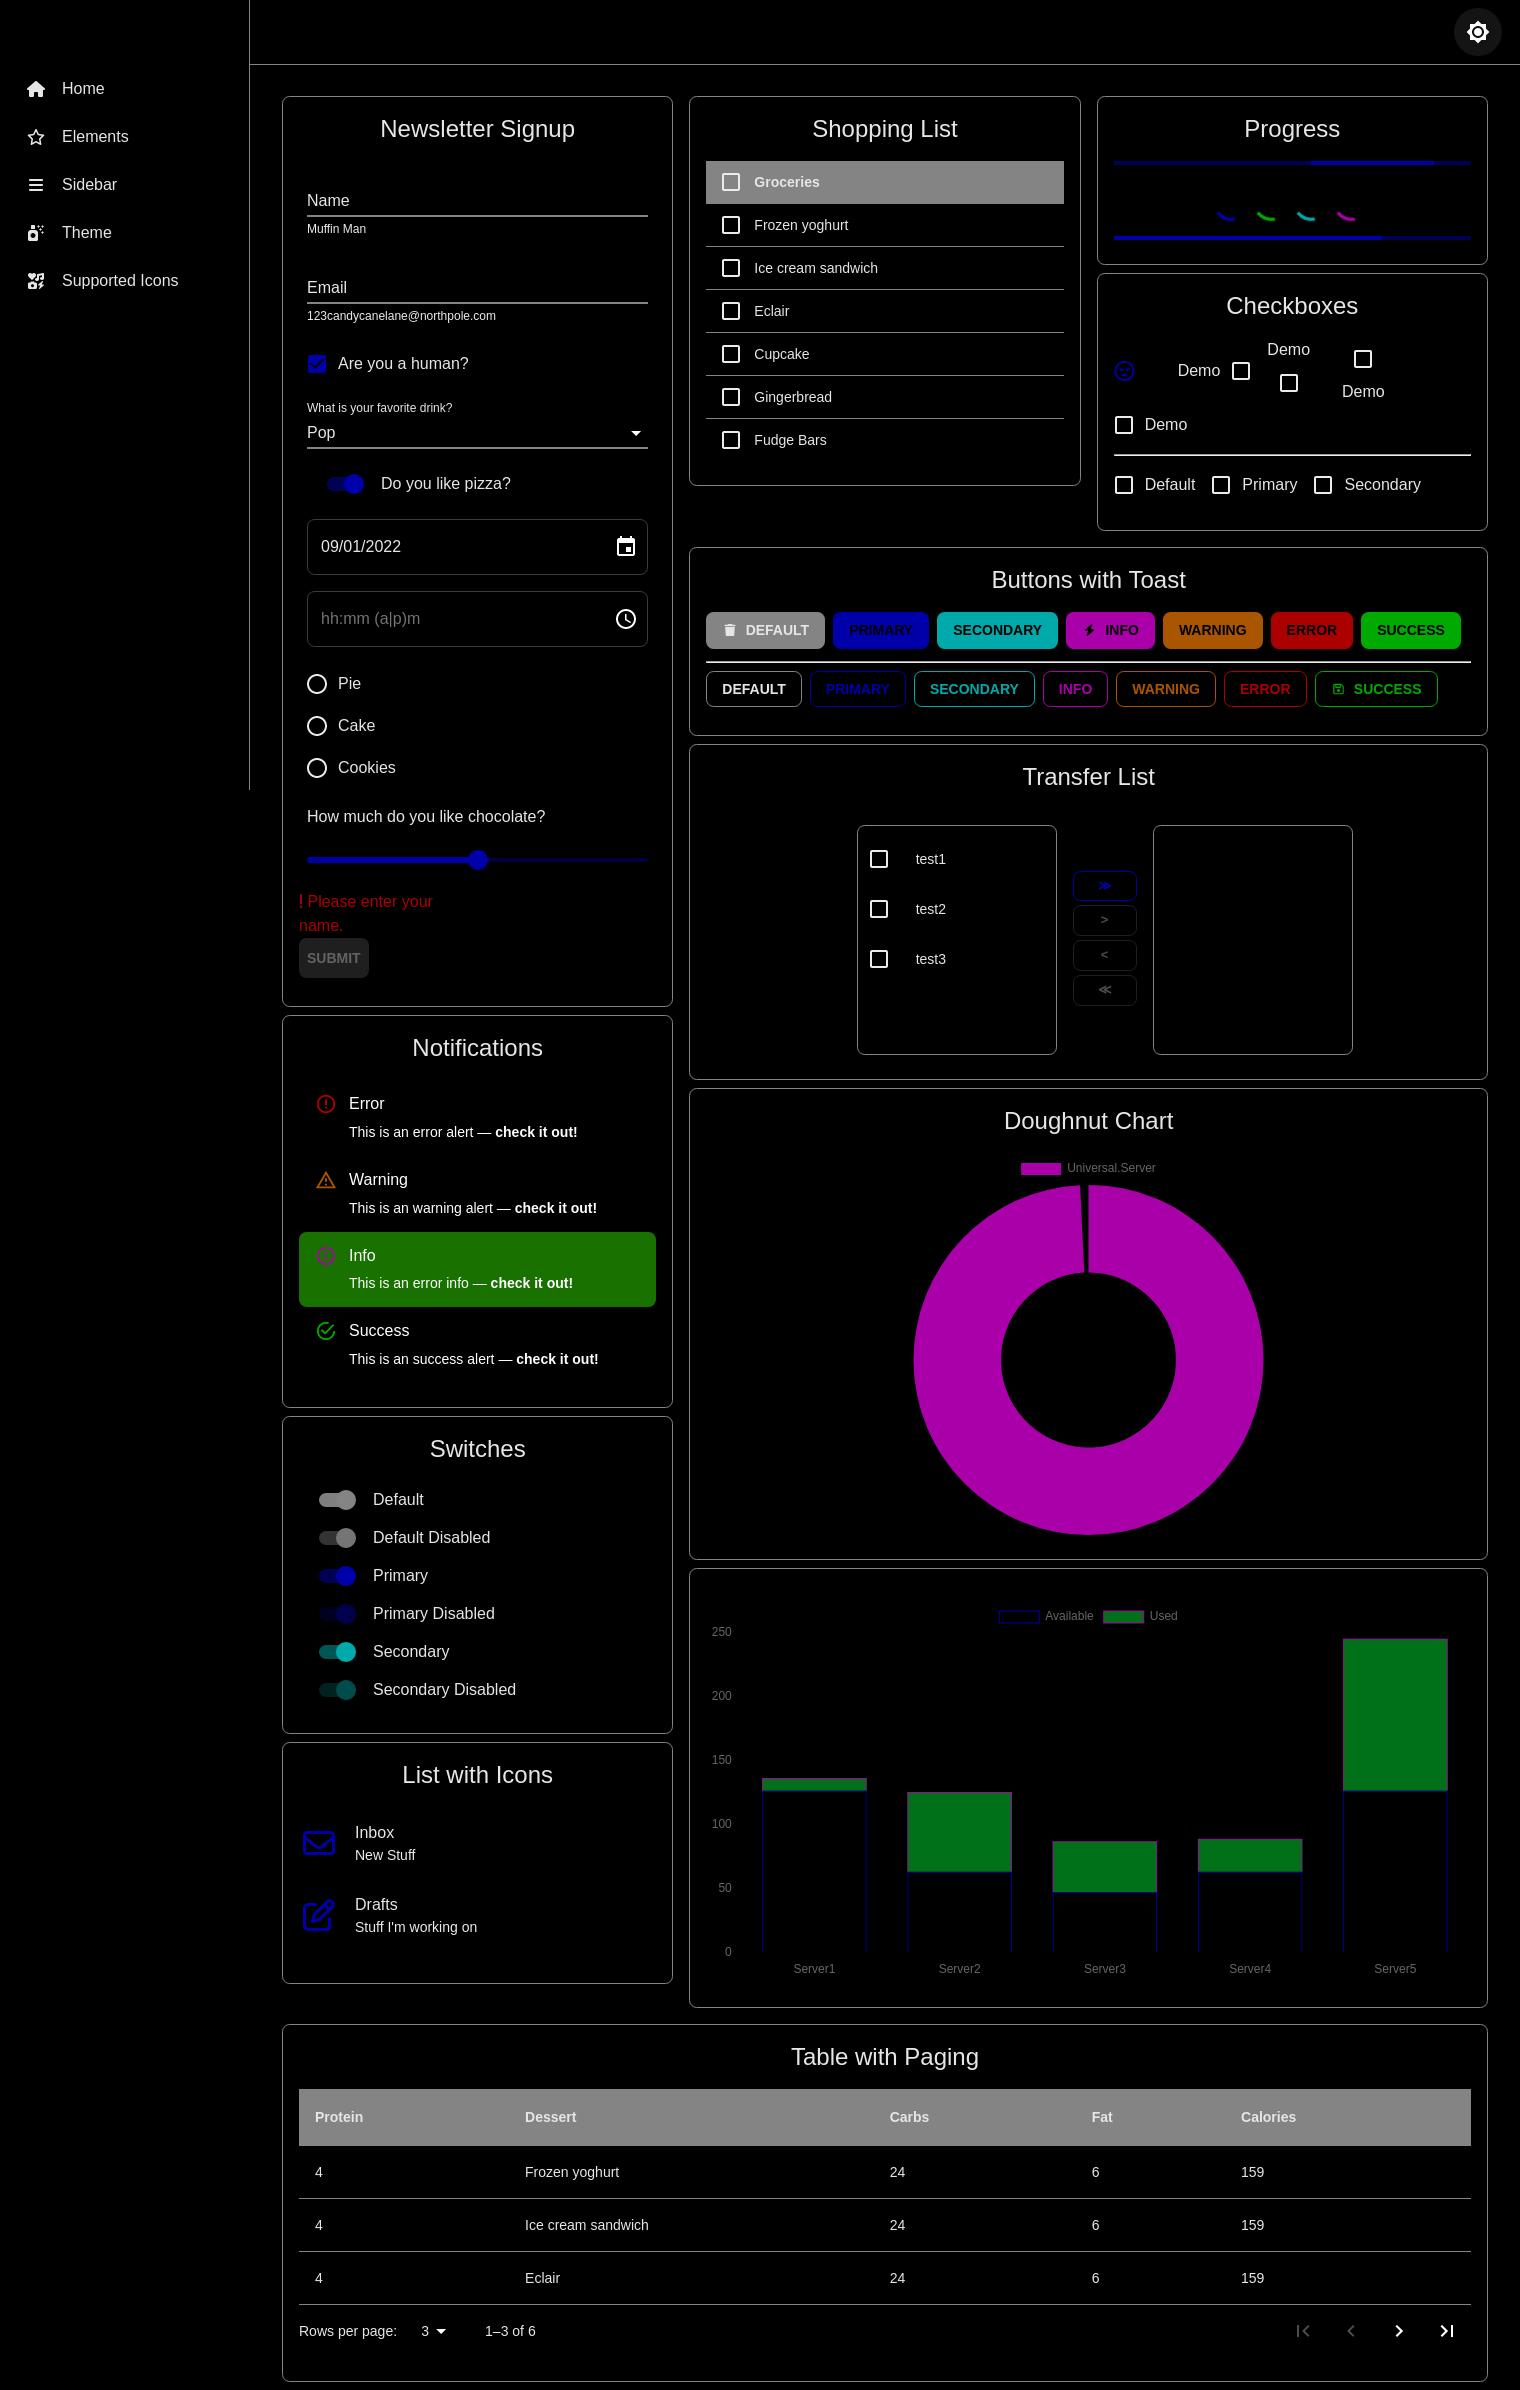 Home
Elements
Sidebar
Theme
Supported Icons
Newsletter Signup
Name
Muffin Man
Email
123candycanelane@northpole.com
Are you a human?
What is your favorite drink?
Pop
Do you like pizza?
09/01/2022
hh:mm (a|p)m
Pie
Cake
Cookies
How much do you like chocolate?
! Please enter your
name.
SUBMIT
Notifications
Error
This is an error alert — check it out!
Warning
This is an warning alert — check it out!
Info
This is an error info — check it out!
Success
This is an success alert — check it out!
Switches
Default
Default Disabled
Primary
Primary Disabled
Secondary
Secondary Disabled
List with Icons
Inbox
New Stuff
Drafts
Stuff I'm working on
Shopping List
Groceries
Frozen yoghurt
Ice cream sandwich
Eclair
Cupcake
Gingerbread
Fudge Bars
Progress
Checkboxes
Demo
Demo
Demo
Demo
Default Primary Secondary
Buttons with Toast
DEFAULT PRIMARY SECONDARY INFO WARNING ERROR SUCCESS
DEFAULT PRIMARY SECONDARY INFO WARNING ERROR SUCCESS
Transfer List
test1
test2
test3
≫
>
<
≪
Doughnut Chart
Universal.Server
Available Used
250
200
150
100
50
0
Server1 Server2 Server3 Server4 Server5
Table with Paging
Protein Dessert Carbs Fat Calories
4 Frozen yoghurt 24 6 159
4 Ice cream sandwich 24 6 159
4 Eclair 24 6 159
Rows per page: 3 1–3 of 6